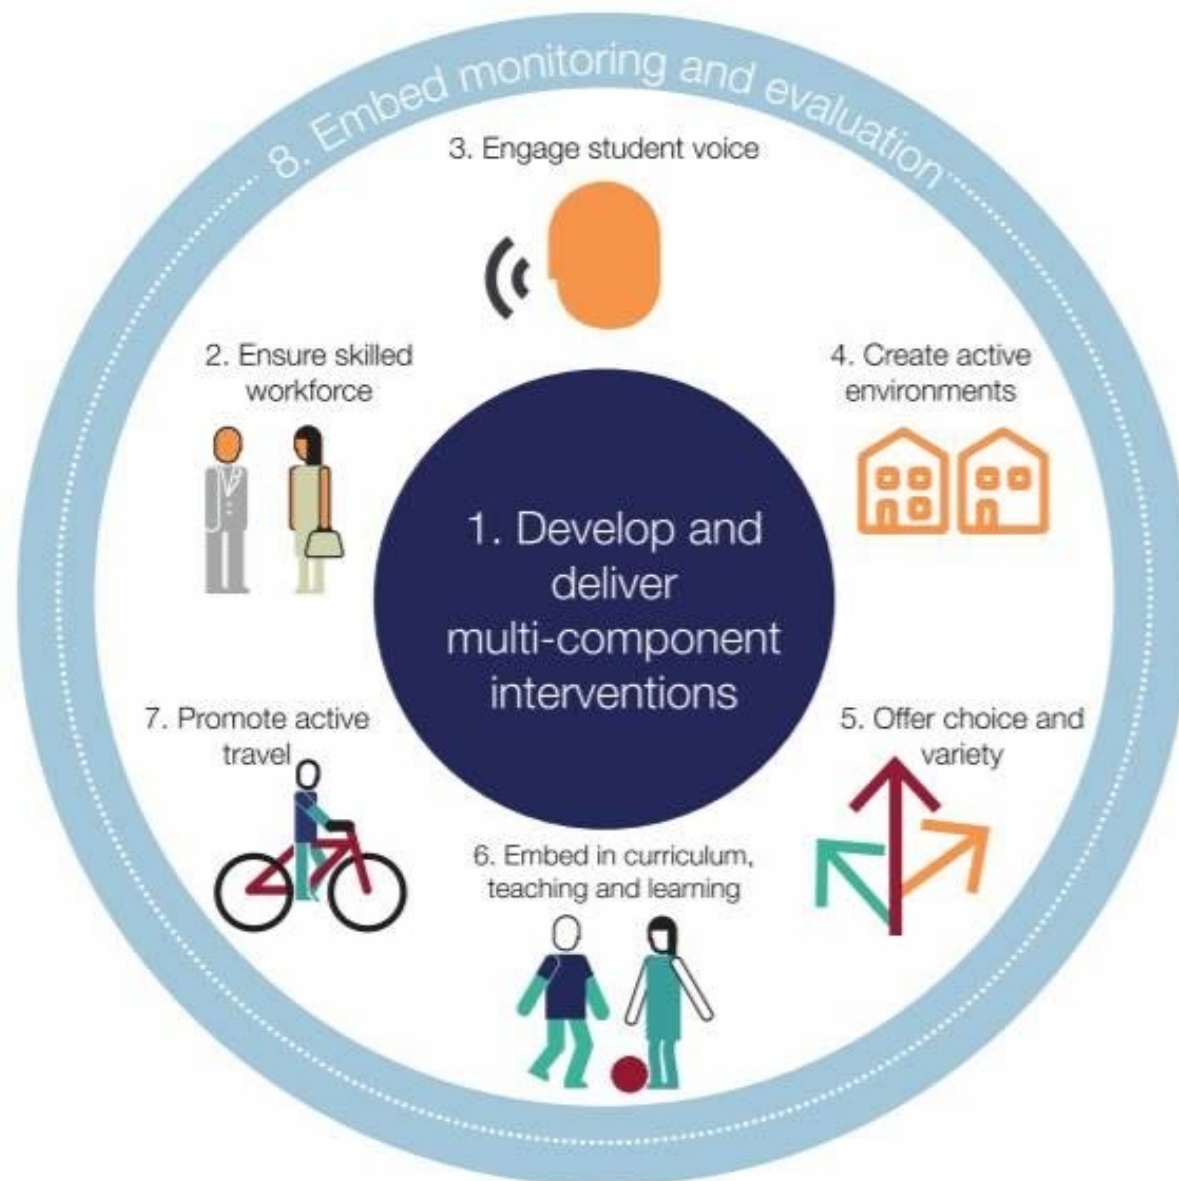 8. Embed monitoring and evaluation
3. Engage student voice
2. Ensure skilled
workforce
4. Create active
environments
1. Develop and
deliver
multi-component
interventions
7. Promote active
travel
5. Offer choice and
variety
6. Embed in curriculum,
teaching and learning